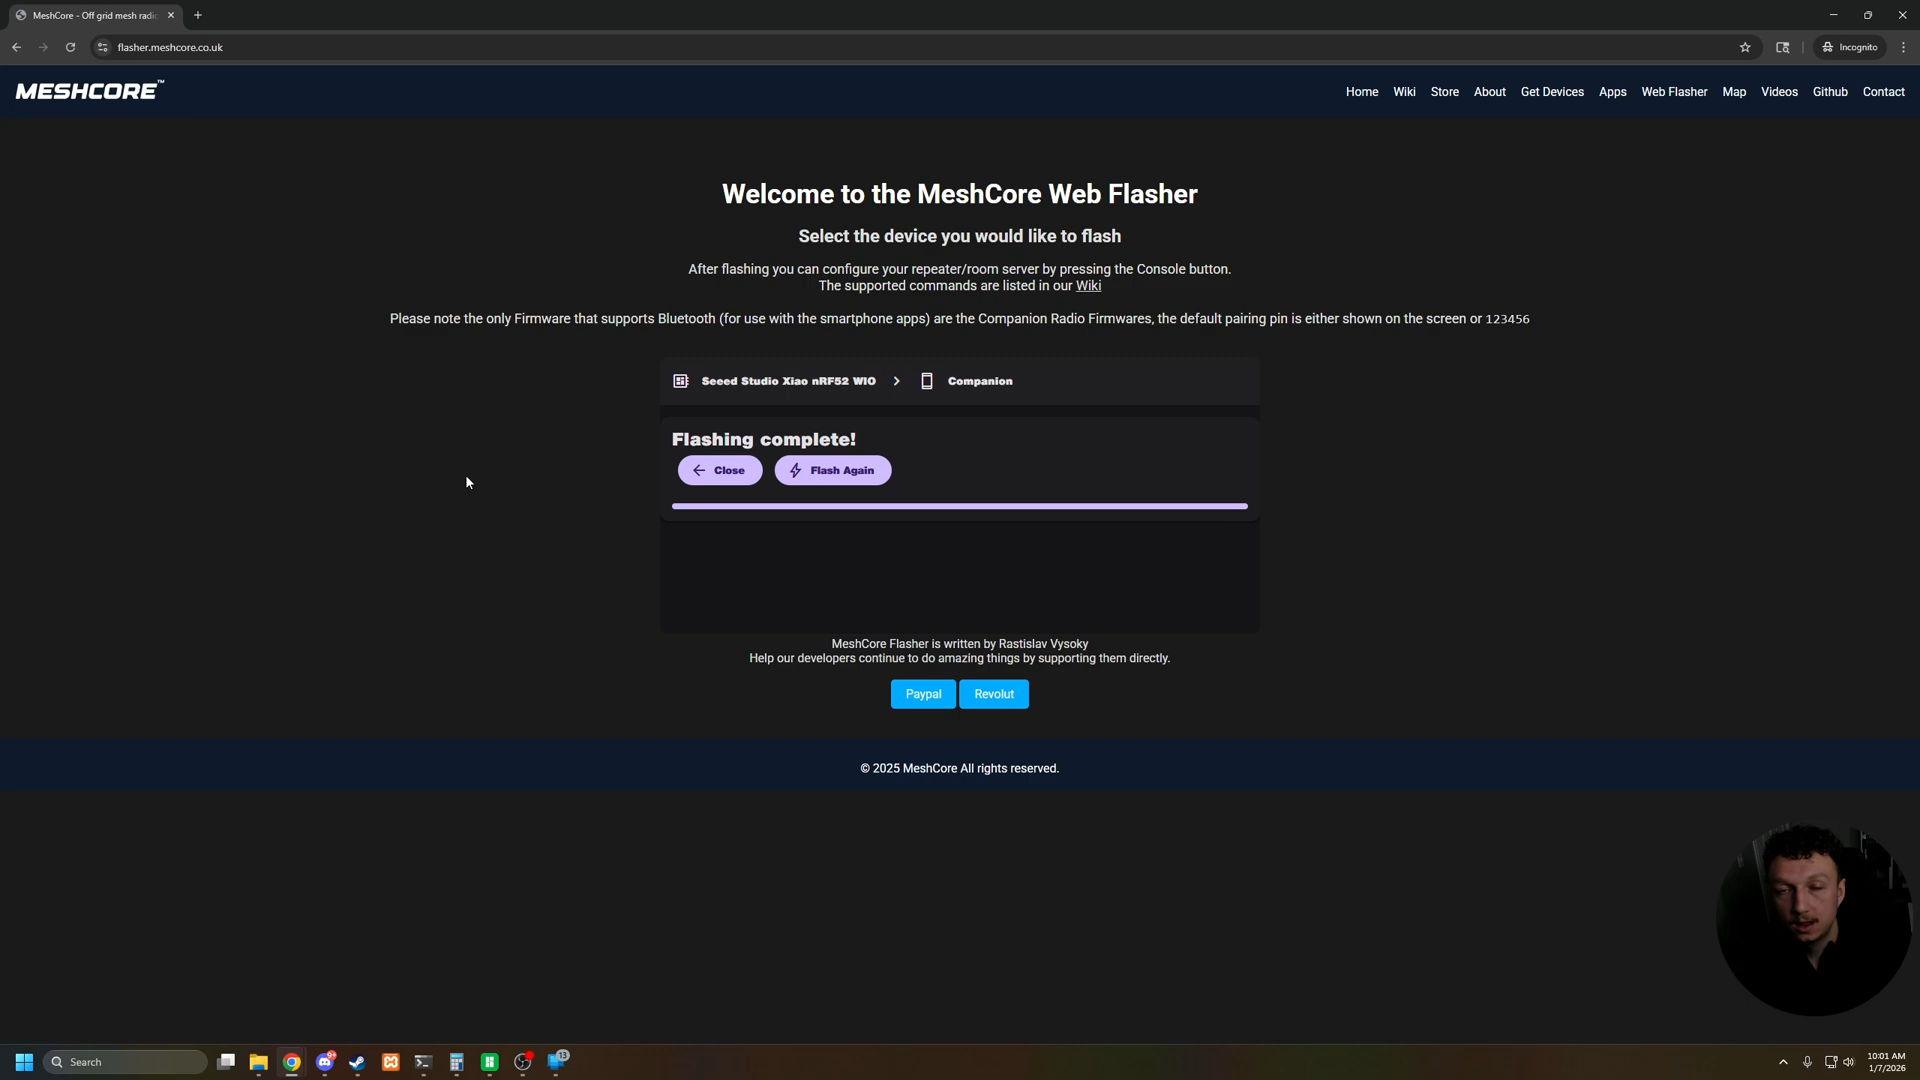 MeshCore - Off grid mesh radi
flasher.meshcore.co.uk
Incognito
MESHCORE™
Home Wiki Store About Get Devices Apps Web Flasher Map Videos Github Contact
Welcome to the MeshCore Web Flasher
Select the device you would like to flash
After flashing you can configure your repeater/room server by pressing the Console button.
The supported commands are listed in our Wiki
Please note the only Firmware that supports Bluetooth (for use with the smartphone apps) are the Companion Radio Firmwares, the default pairing pin is either shown on the screen or 123456
Seeed Studio Xiao nRF52 WIO > Companion
Flashing complete!
Close Flash Again
MeshCore Flasher is written by Rastislav Vysoky
Help our developers continue to do amazing things by supporting them directly.
Paypal Revolut
© 2025 MeshCore All rights reserved.
Search
9+
13
10:01 AM
1/7/2026